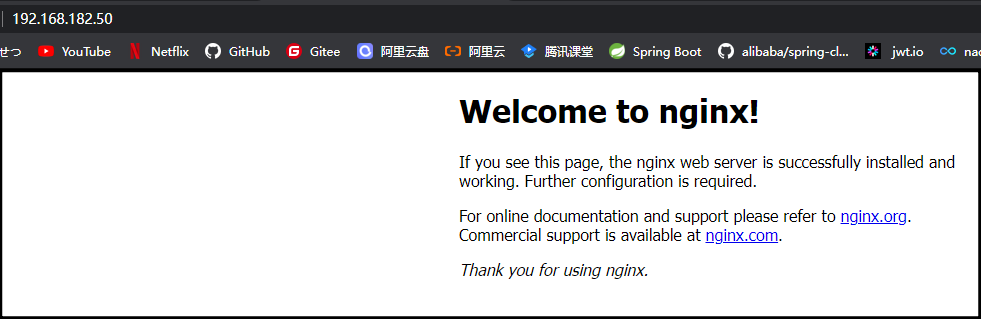 192.168.182.50
せつ YouTube Netflix GitHub Gitee 阿里云盘 阿里云 腾讯课堂 Spring Boot alibaba/spring-cl... jwt.io nac
Welcome to nginx!
If you see this page, the nginx web server is successfully installed and
working. Further configuration is required.
For online documentation and support please refer to nginx.org.
Commercial support is available at nginx.com.
Thank you for using nginx.